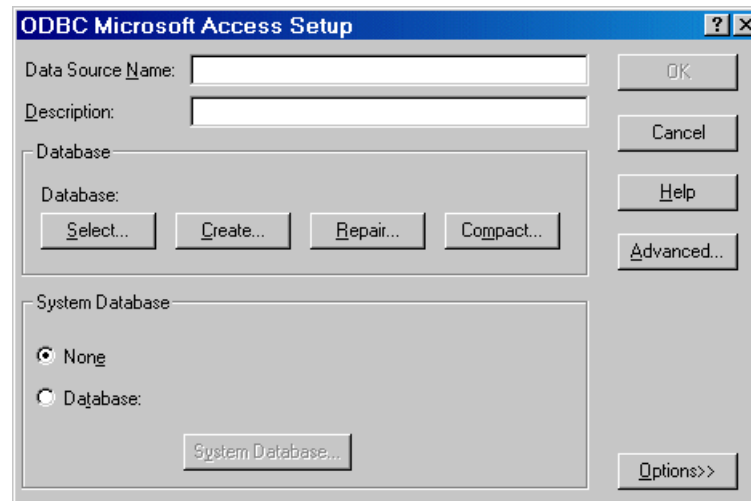 ODBC Microsoft Access Setup
Data Source Name:
OK
Description:
Cancel
Database
Database:
Help
Select...
Create...
Repair...
Compact...
Advanced...
System Database
None
Database:
System Database...
Options>>